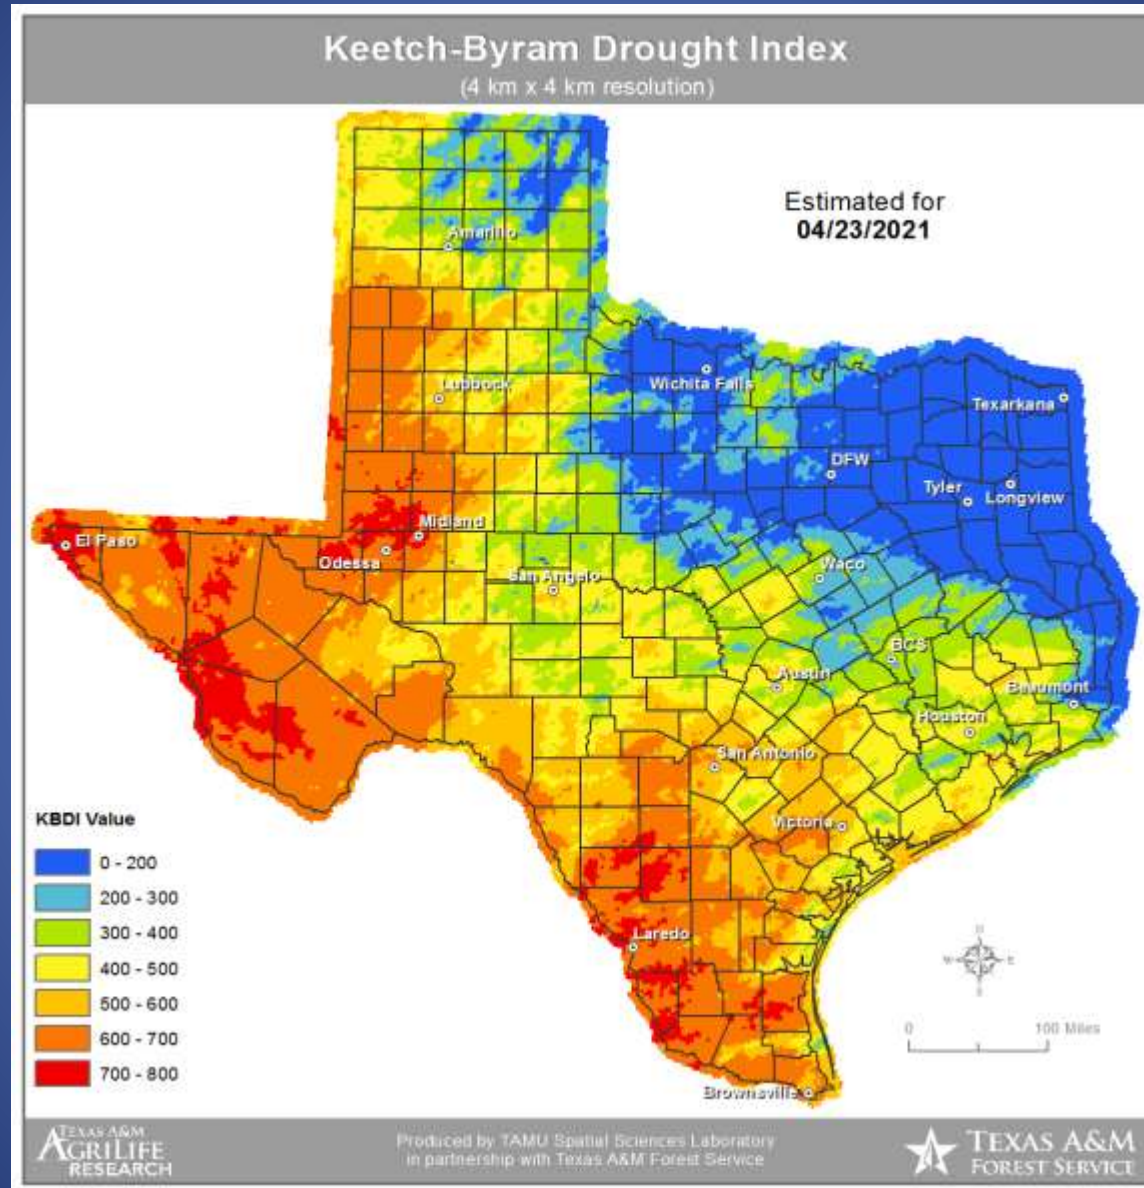 Keetch-Byram Drought Index
(4 km x 4 km resolution)
Estimated for
04/23/2021
Amarillo
Lubbock
Wichita Falls
Texarkana
DFW
Tyler
Longview
Midland
El Paso
Odessa
San Angelo
Waco
BCS
Austin
Beaumont
Houston
San Antonio
Victoria
Laredo
Brownsville
KBDI Value
0 - 200
200 - 300
300 - 400
400 - 500
500 - 600
600 - 700
700 - 800
N
W
E
S
0
100 Miles
TEXAS A&M
AGRILIFE
RESEARCH
Produced by TAMU Spatial Sciences Laboratory
in partnership with Texas A&M Forest Service
TEXAS A&M
FOREST SERVICE